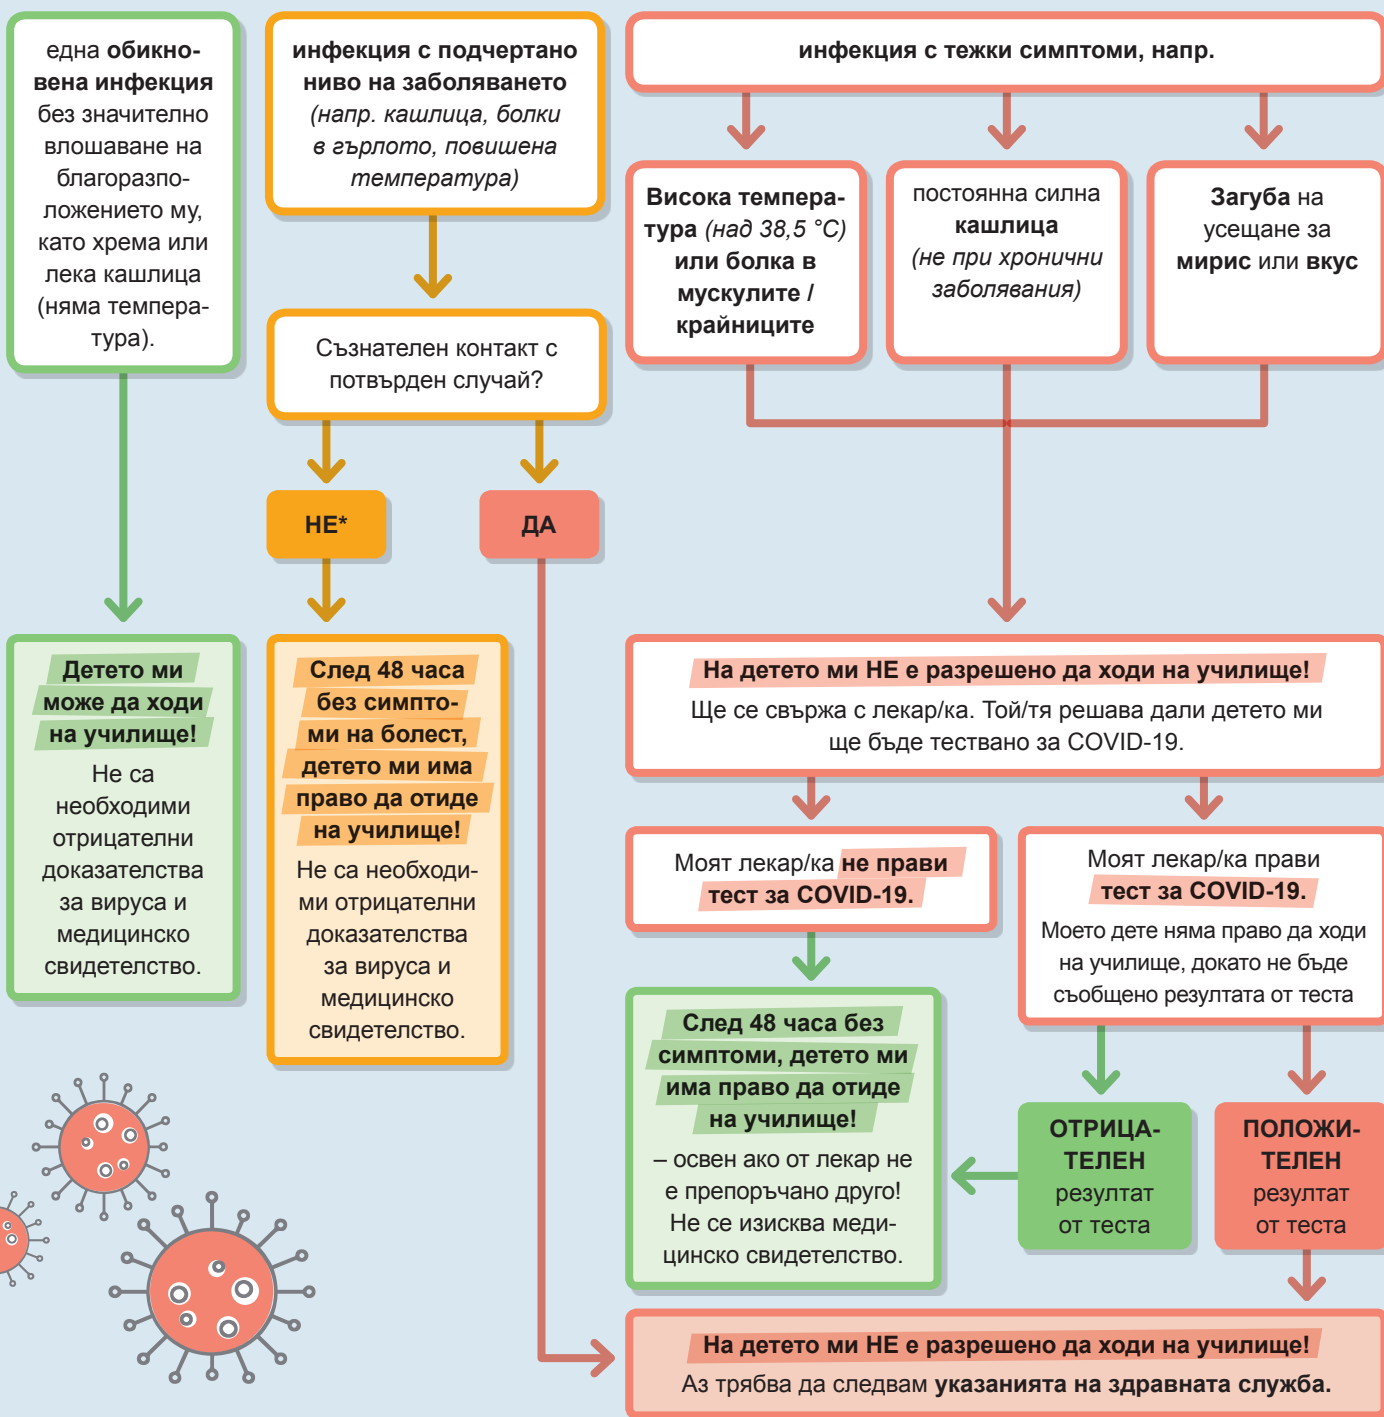 една обикно-
вена инфекция
без значително
влошаване на
благоразпо-
ложението му,
като хрема или
лека кашлица
(няма темпера-
тура).
инфекция с подчертано
ниво на заболяването
(напр. кашлица, болки
в гърлото, повишена
температура)
инфекция с тежки симптоми, напр.
Висока темпера-
тура (над 38,5 °C)
или болка в
мускулите /
крайниците
постоянна силна
кашлица
(не при хронични
заболявания)
Загуба на
усещане за
мирис или вкус
Съзнателен контакт с
потвърден случай?
НЕ*
ДА
Детето ми
може да ходи
на училище!
Не са
необходими
отрицателни
доказателства
за вируса и
медицинско
свидетелство.
След 48 часа
без симпто-
ми на болест,
детето ми има
право да отиде
на училище!
Не са необходи-
ми отрицателни
доказателства
за вируса и
медицинско
свидетелство.
На детето ми НЕ е разрешено да ходи на училище!
Ще се свържа с лекар/ка. Той/тя решава дали детето ми
ще бъде тествано за COVID-19.
Моят лекар/ка не прави
тест за COVID-19.
Моят лекар/ка прави
тест за COVID-19.
Моето дете няма право да ходи
на училище, докато не бъде
съобщено резултата от теста
След 48 часа без
симптоми, детето ми
има право да отиде
на училище!
– освен ако от лекар не
е препоръчано друго!
Не се изисква меди-
цинско свидетелство.
ОТРИЦА-
ТЕЛЕН
резултат
от теста
ПОЛОЖИ-
ТЕЛЕН
резултат
от теста
На детето ми НЕ е разрешено да ходи на училище!
Аз трябва да следвам указанията на здравната служба.